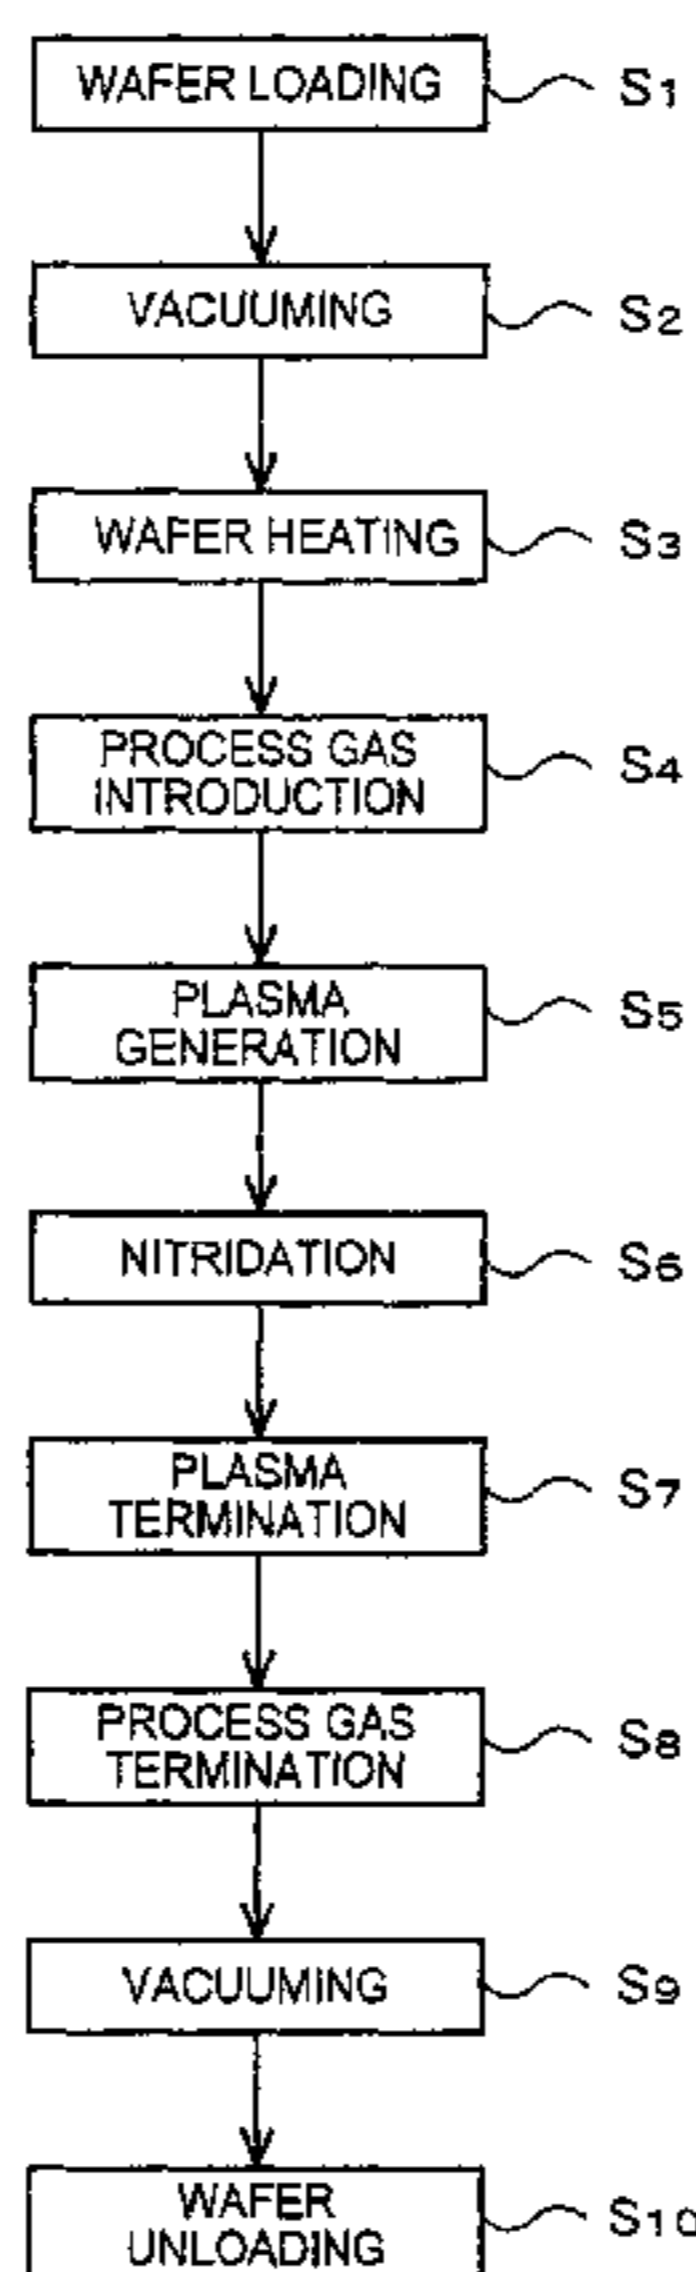 WAFER LOADING S1
VACUUMING S2
WAFER HEATING S3
PROCESS GAS
INTRODUCTION S4
PLASMA
GENERATION S5
NITRIDATION S6
PLASMA
TERMINATION S7
PROCESS GAS
TERMINATION S8
VACUUMING S9
WAFER
UNLOADING S10